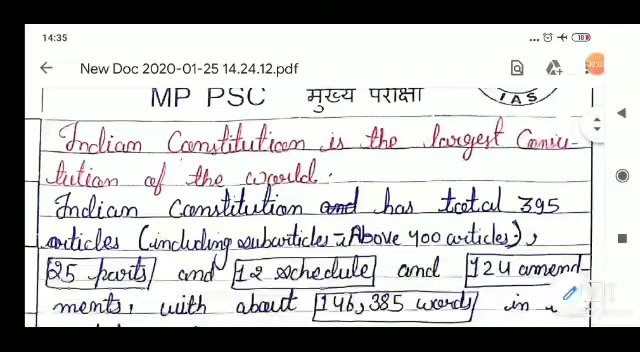 14:35
... 18
New Doc 2020-01-25 14.24.12.pdf
MP PSC मुख्य परीक्षा
IAS
Indian Constitution is the largest Consti-
tution of the world.
Indian Constitution and has total 395
articles (including subarticles - Above 400 articles),
25 parts and 12 schedule and 124 amend-
ments, with about 146,385 words in